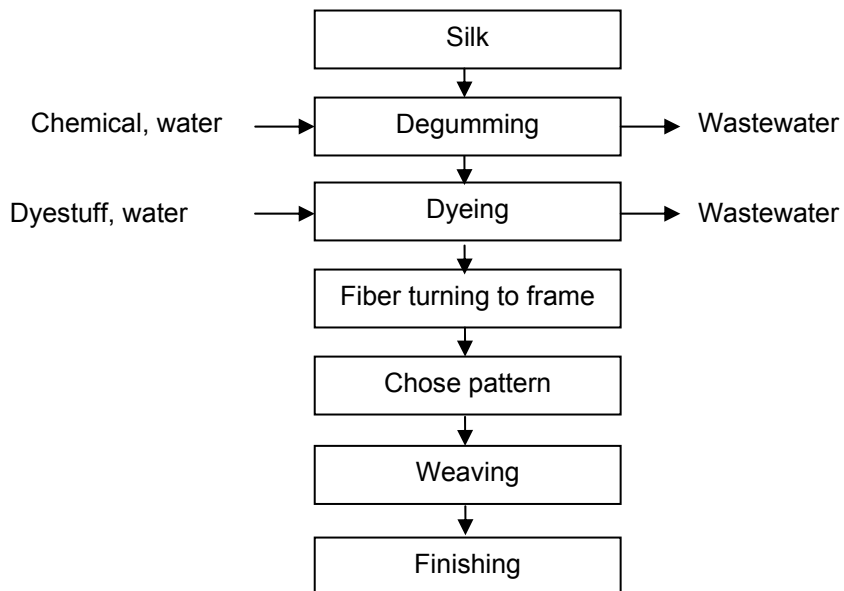 Silk
Chemical, water
Degumming
Wastewater
Dyestuff, water
Dyeing
Wastewater
Fiber turning to frame
Chose pattern
Weaving
Finishing